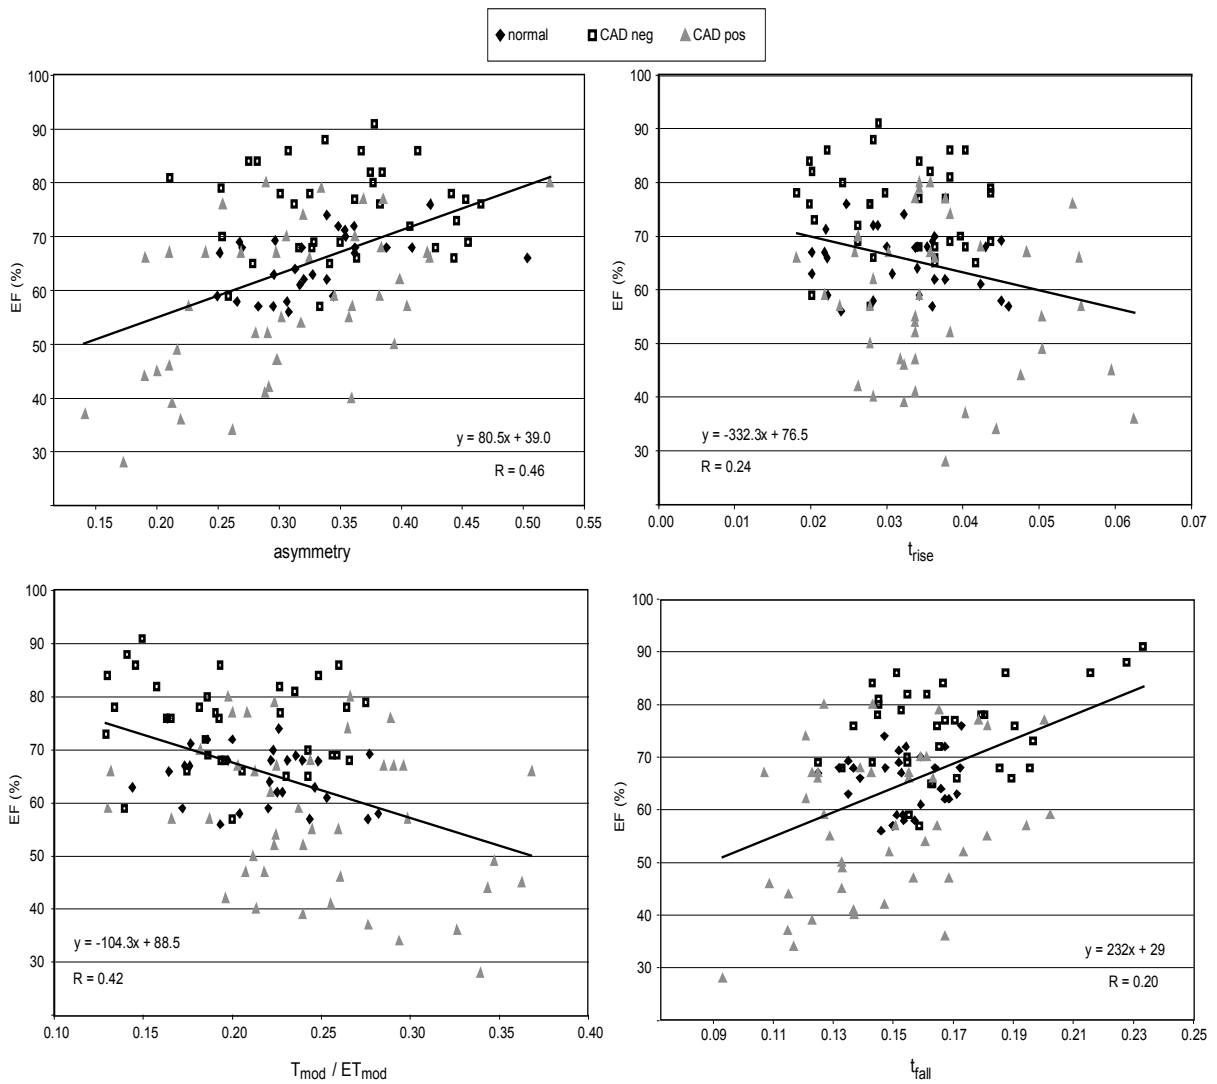 normal CAD neg CAD pos
100
90
80
70
60
50
40
30
EF (%)
y = 80.5x + 39.0
R = 0.46
0.15 0.20 0.25 0.30 0.35 0.40 0.45 0.50 0.55
asymmetry
100
90
80
70
60
50
40
30
EF (%)
y = -332.3x + 76.5
R = 0.24
0.00 0.01 0.02 0.03 0.04 0.05 0.06 0.07
trise
100
90
80
70
60
50
40
30
EF (%)
y = -104.3x + 88.5
R = 0.42
0.10 0.15 0.20 0.25 0.30 0.35 0.40
Tmod / ETmod
100
90
80
70
60
50
40
30
EF (%)
y = 232x + 29
R = 0.20
0.09 0.11 0.13 0.15 0.17 0.19 0.21 0.23 0.25
tfall